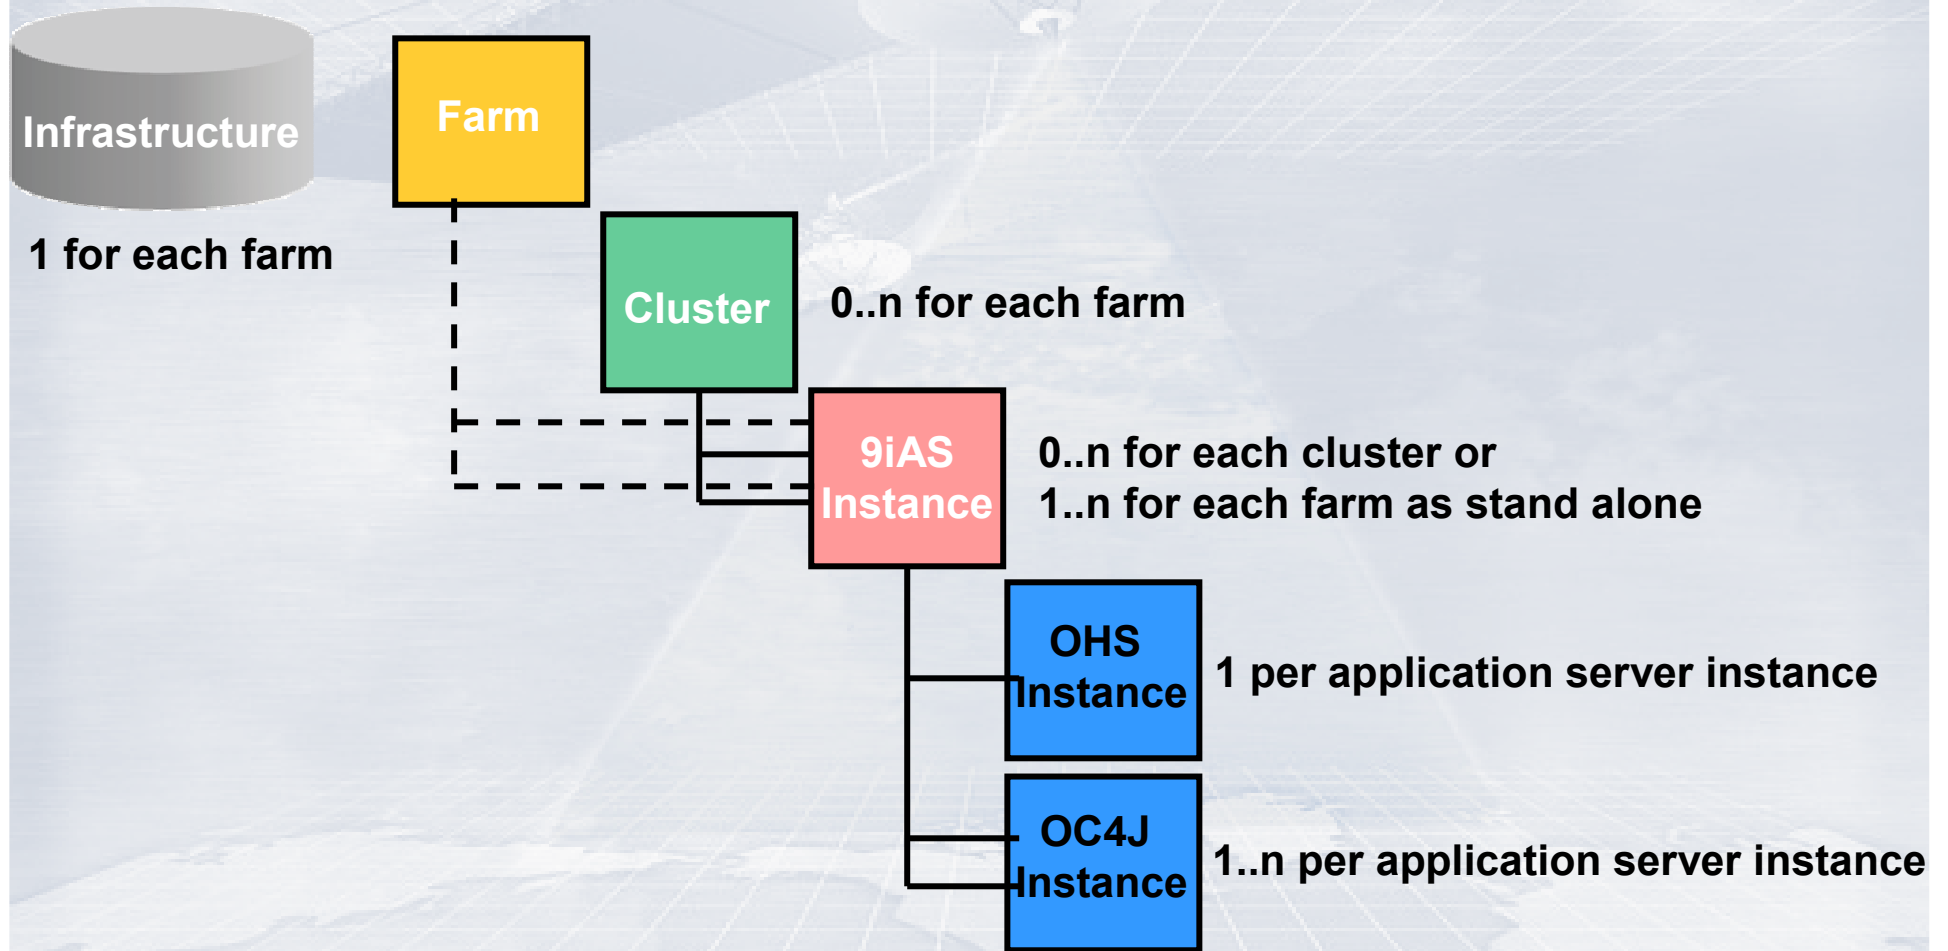 Infrastructure
1 for each farm
Farm
Cluster
0..n for each farm
9iAS
Instance
0..n for each cluster or
1..n for each farm as stand alone
OHS
Instance
1 per application server instance
OC4J
Instance
1..n per application server instance